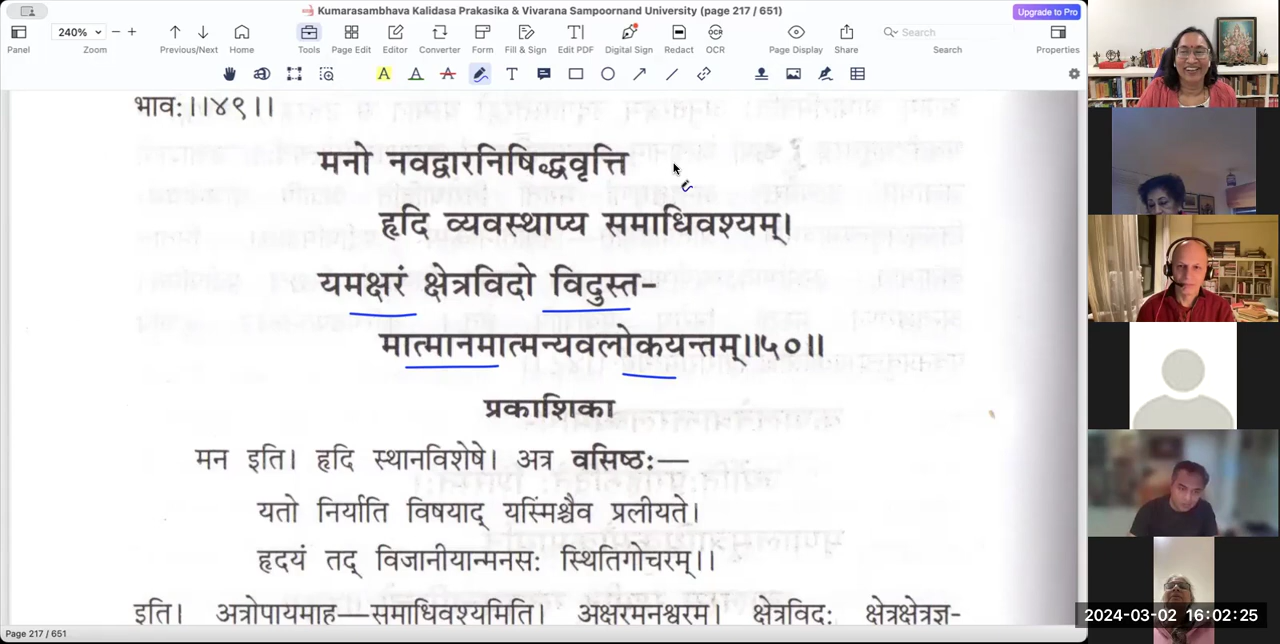 Kumarasambhava Kalidasa Prakasika & Vivarana Sampoornand University (page 217 / 651)
Upgrade to Pro
240%
Panel Zoom Previous/Next Home Tools Page Edit Editor Converter Form Fill & Sign Edit PDF Digital Sign Redact OCR Page Display Share Search Properties
Search
भावः।।४९।।
मनो नवद्वारनिषिद्धवृत्ति
हृदि व्यवस्थाप्य समाधिवश्यम्।
यमक्षरं क्षेत्रविदो विदुस्त-
मात्मानमात्मन्यवलोकयन्तम्॥५०॥
प्रकाशिका
मन इति। हृदि स्थानविशेषे। अत्र वसिष्ठः—
यतो निर्याति विषयाद् यस्मिंश्चैव प्रलीयते।
हृदयं तद् विजानीयान्मनसः स्थितिगोचरम्।।
इति। अत्रोपायमाह—समाधिवश्यमिति। अक्षरमनश्वरम्। क्षेत्रविदः क्षेत्रक्षेत्रज्ञ-
Page 217 / 651
2024-03-02 16:02:25